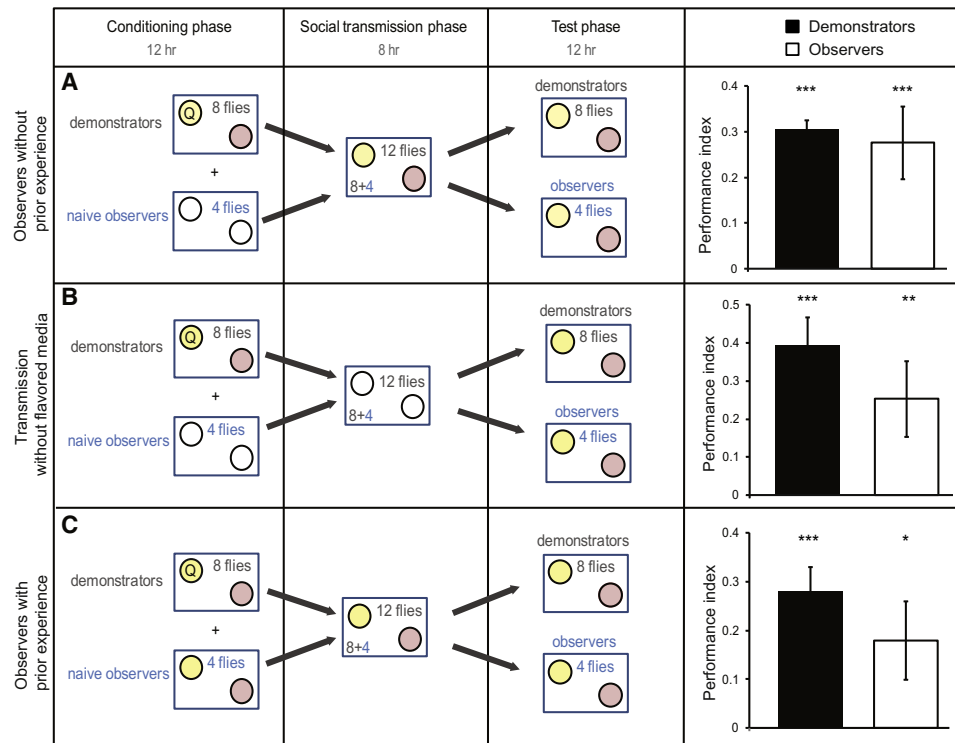 Conditioning phase
12 hr
Social transmission phase
8 hr
Test phase
12 hr
Demonstrators
Observers
Observers without
prior experience
A
demonstrators
Q
8 flies
+
naive observers
4 flies
12 flies
8+4
demonstrators
8 flies
observers
4 flies
Performance index
0.4
0.3
0.2
0.1
0
***
***
Transmission
without flavored media
B
demonstrators
Q
8 flies
+
naive observers
4 flies
12 flies
8+4
demonstrators
8 flies
observers
4 flies
Performance index
0.5
0.4
0.3
0.2
0.1
0
***
**
Observers with
prior experience
C
demonstrators
Q
8 flies
+
naive observers
4 flies
12 flies
8+4
demonstrators
8 flies
observers
4 flies
Performance index
0.4
0.3
0.2
0.1
0
***
*